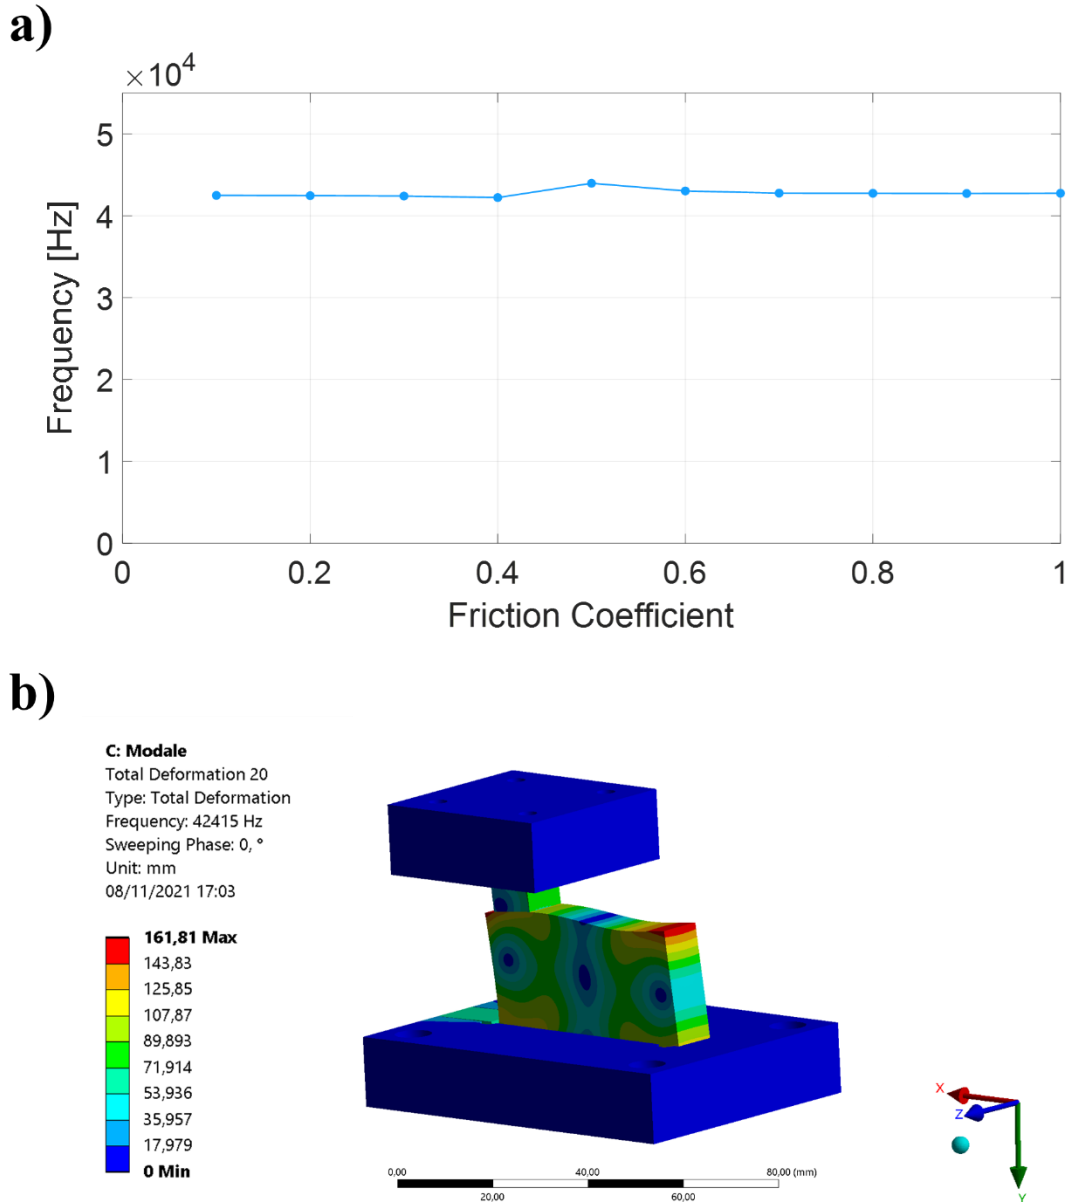 a)
×10⁴
5
4
3
2
1
0
Frequency [Hz]
0 0.2 0.4 0.6 0.8 1
Friction Coefficient
b)
C: Modale
Total Deformation 20
Type: Total Deformation
Frequency: 42415 Hz
Sweeping Phase: 0, °
Unit: mm
08/11/2021 17:03
161,81 Max
143,83
125,85
107,87
89,893
71,914
53,936
35,957
17,979
0 Min
0,00 40,00 80,00 (mm)
20,00 60,00
X
Z
Y